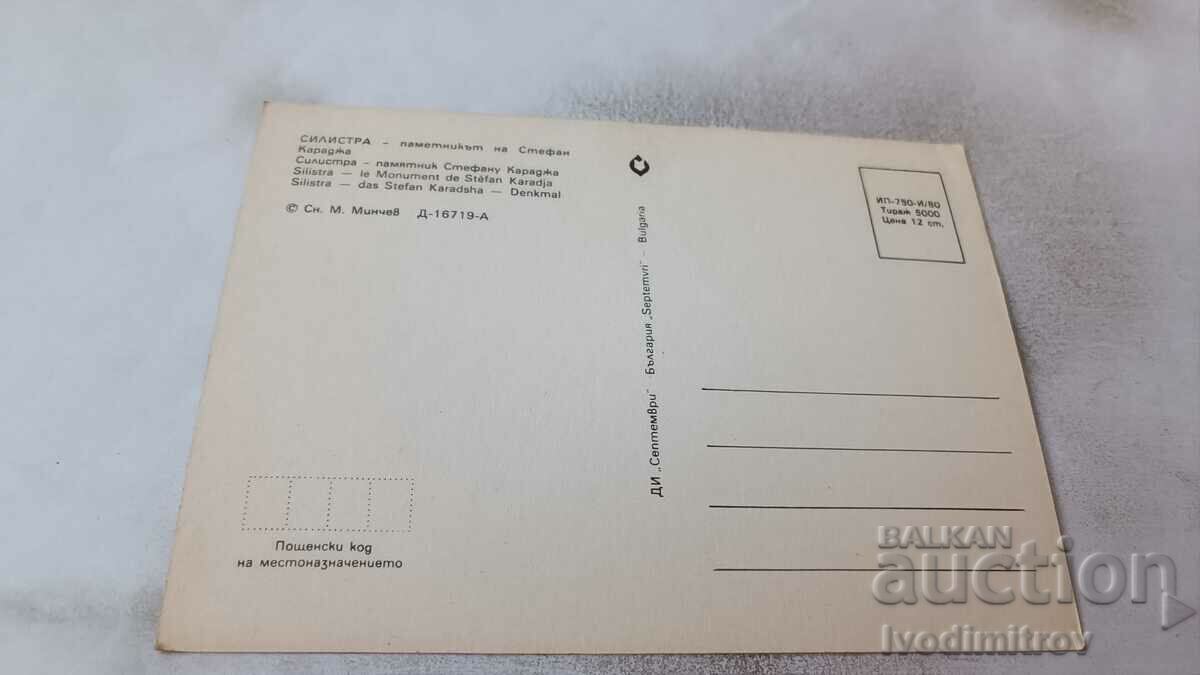 СИЛИСТРА – паметникът на Стефан
Караджа
Силистра – памятник Стефану Караджа
Silistra — le Monument de Stéfan Karadja
Silistra — das Stefan Karadsha — Denkmal
© Сн. М. Минчев Д-16719-А
ДИ „Септември" · България „Septemvri" – Bulgaria
ИП-750-И/80
Тираж 5000
Цена 12 ст.
Пощенски код
на местоназначението
BALKAN
auction
Ivodimitrov